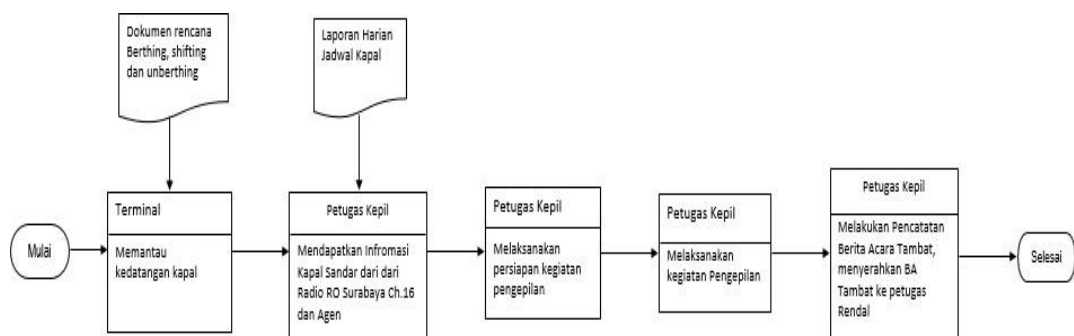 Dokumen rencana
Berthing, shifting
dan unberthing
Laporan Harian
Jadwal Kapal
Mulai
Terminal
Memantau
kedatangan kapal
Petugas Kepil
Mendapatkan Infromasi
Kapal Sandar dari dari
Radio RO Surabaya Ch.16
dan Agen
Petugas Kepil
Melaksanakan
persiapan kegiatan
pengepilan
Petugas Kepil
Melaksanakan
kegiatan Pengepilan
Petugas Kepil
Melakukan Pencatatan
Berita Acara Tambat,
menyerahkan BA
Tambat ke petugas
Rendal
Selesai